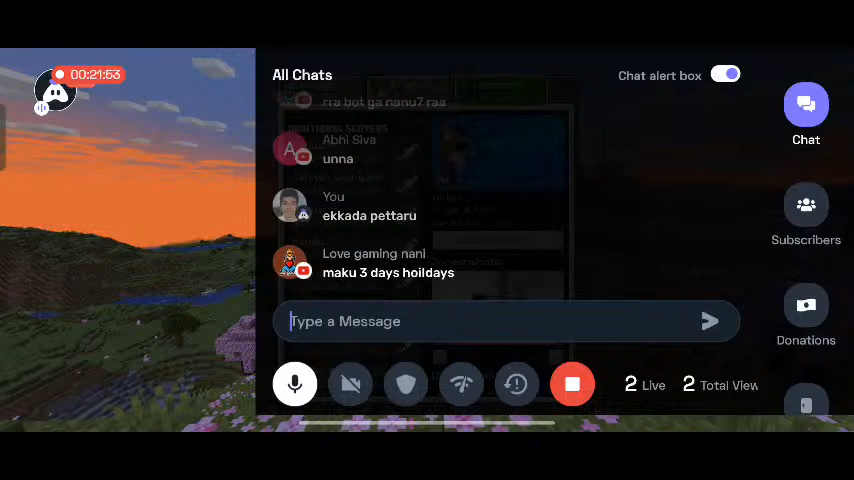 00:21:53
All Chats
Chat alert box
rra bot ga nanu7 raa
Chat
A
Abhi Siva
unna
You
ekkada pettaru
Subscribers
Love gaming nani
maku 3 days hoildays
Type a Message
Donations
2 Live 2 Total View